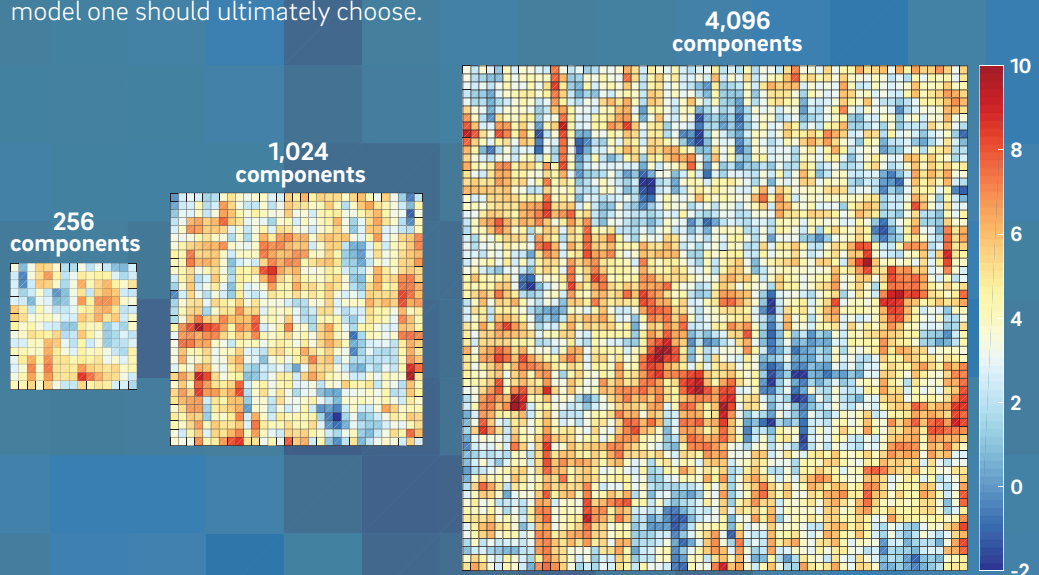 model one should ultimately choose.
256
components
1,024
components
4,096
components
10
8
6
4
2
0
-2